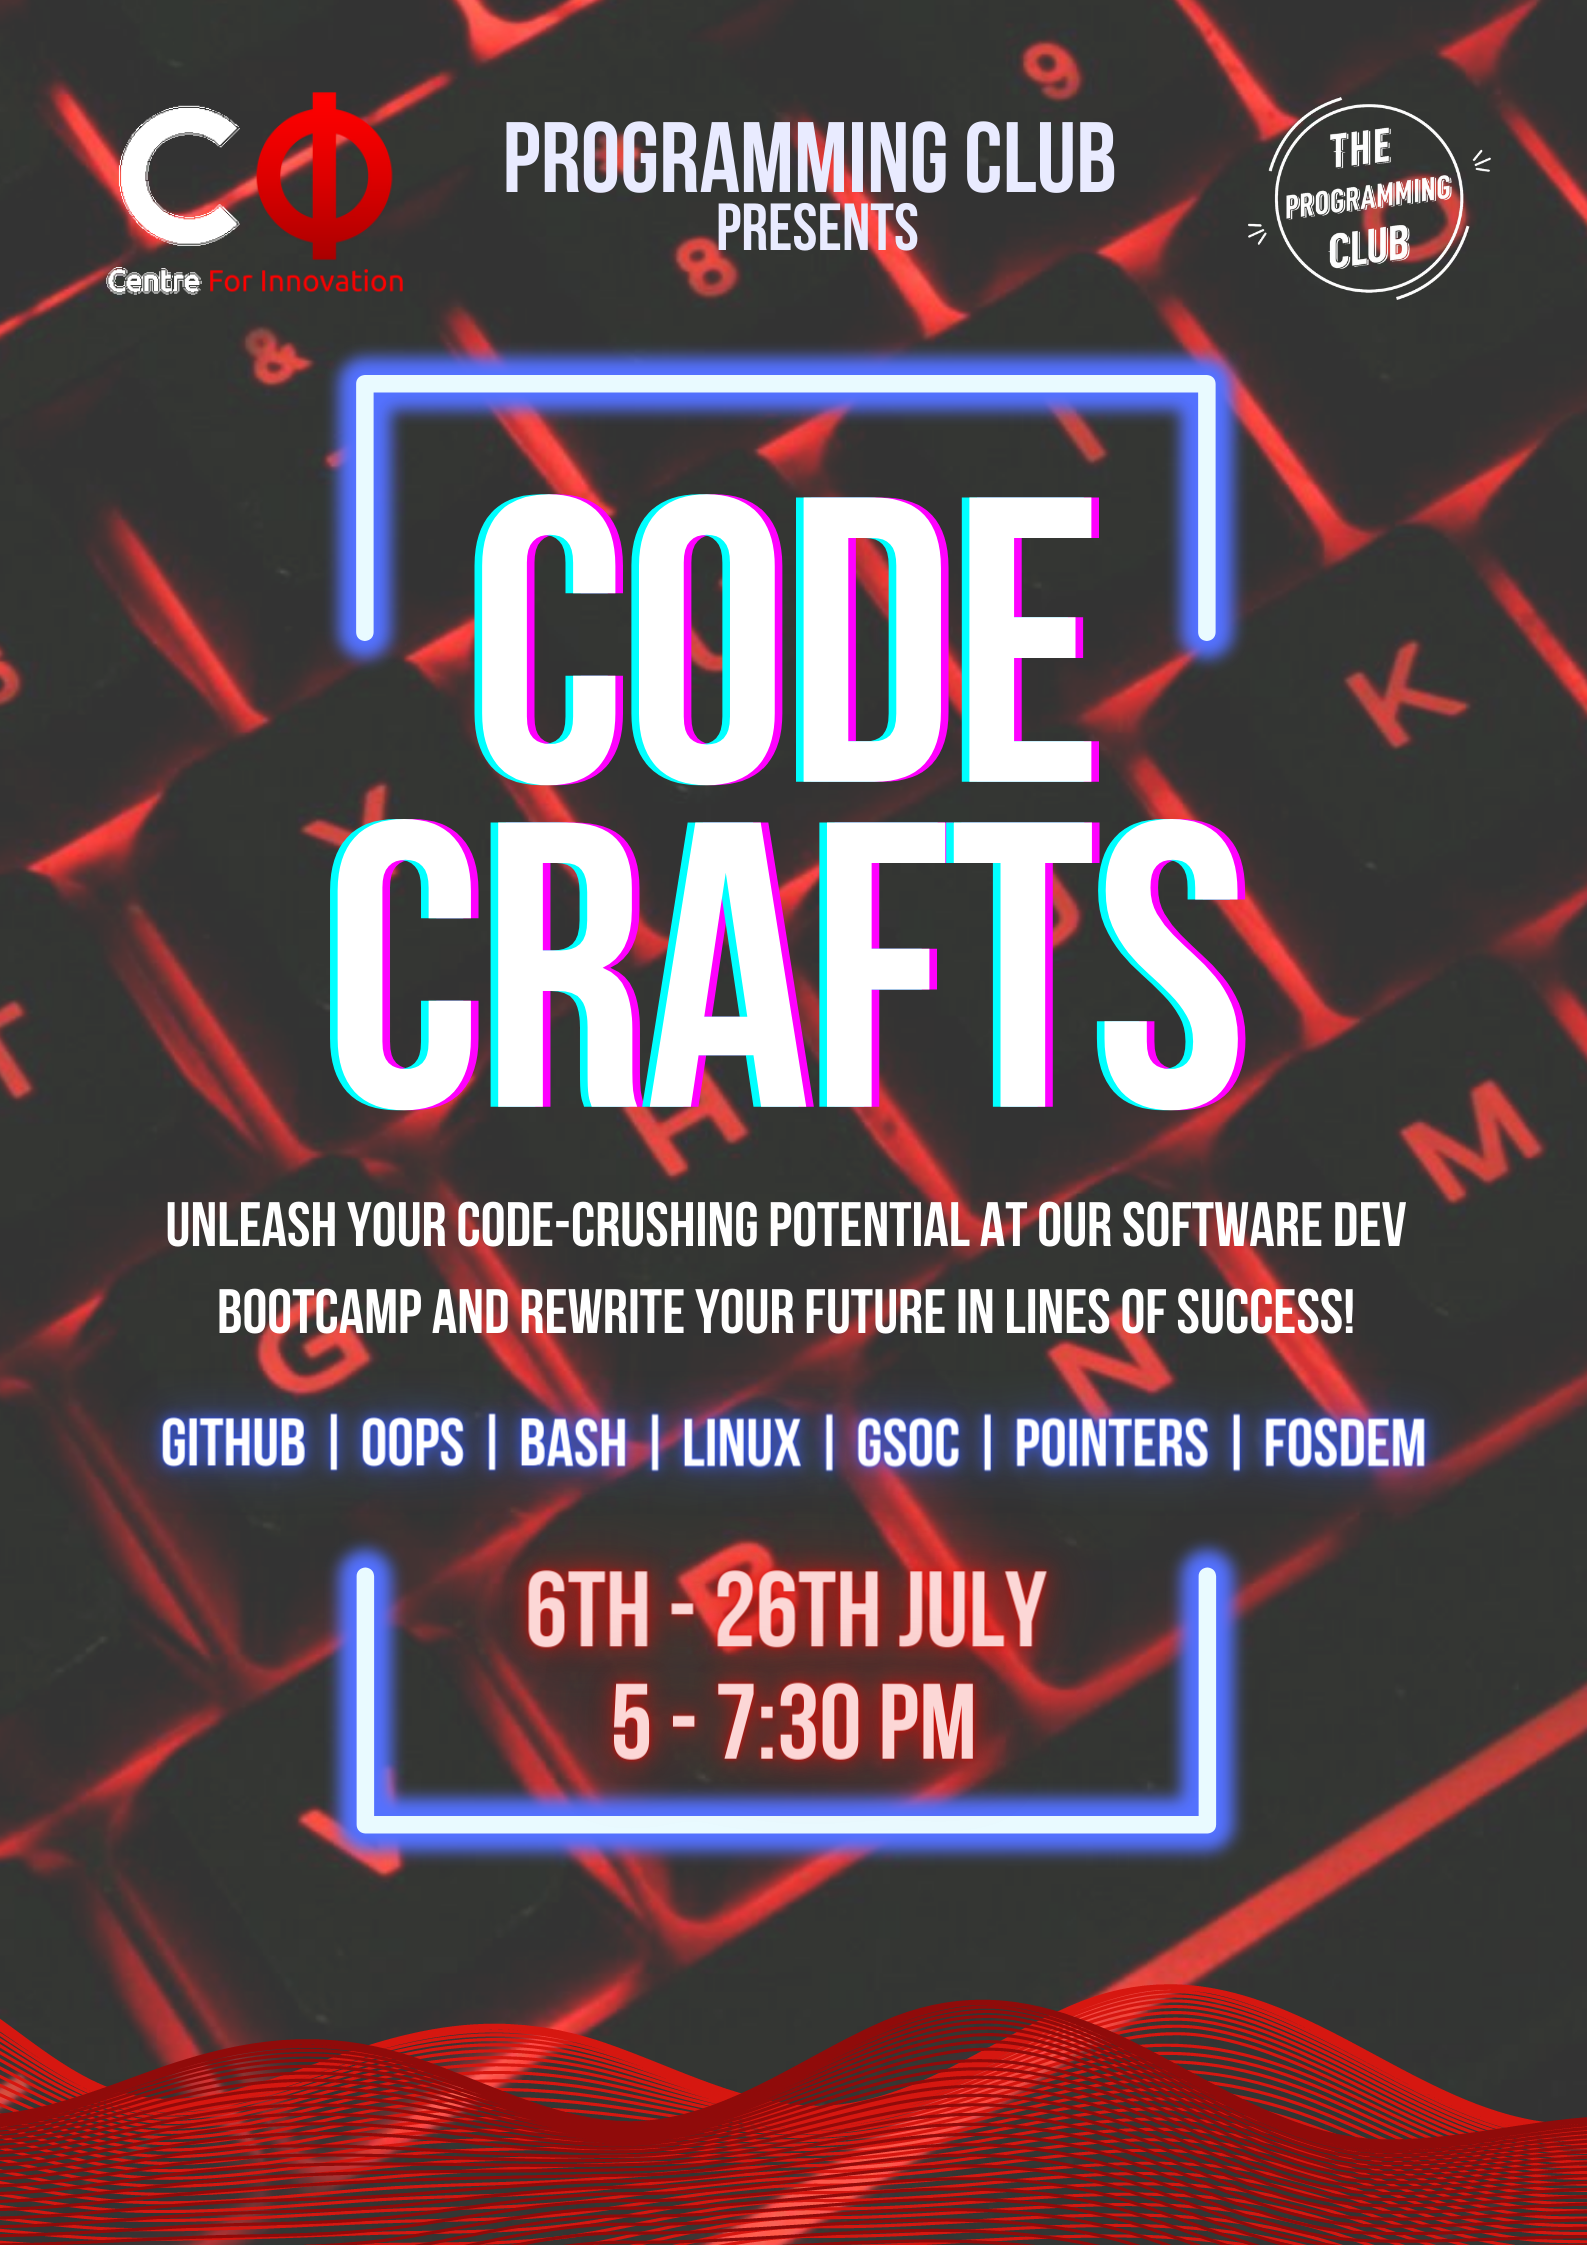 CΦ
Centre For Innovation
PROGRAMMING CLUB
PRESENTS
THE
PROGRAMMING
CLUB
9
8
&
CODE
CRAFTS
K
H
M
UNLEASH YOUR CODE-CRUSHING POTENTIAL AT OUR SOFTWARE DEV
BOOTCAMP AND REWRITE YOUR FUTURE IN LINES OF SUCCESS!
G
N
GITHUB | OOPS | BASH | LINUX | GSOC | POINTERS | FOSDEM
B
6TH - 26TH JULY
5 - 7:30 PM